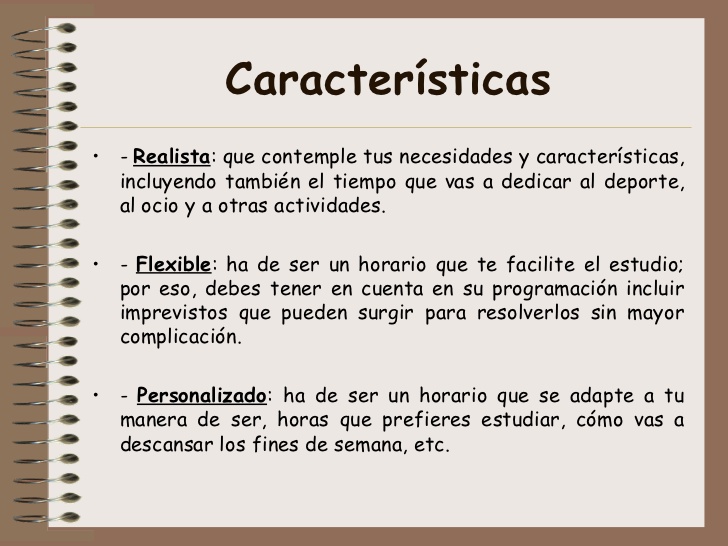 Características
• - Realista: que contemple tus necesidades y características,
incluyendo también el tiempo que vas a dedicar al deporte,
al ocio y a otras actividades.
• - Flexible: ha de ser un horario que te facilite el estudio;
por eso, debes tener en cuenta en su programación incluir
imprevistos que pueden surgir para resolverlos sin mayor
complicación.
• - Personalizado: ha de ser un horario que se adapte a tu
manera de ser, horas que prefieres estudiar, cómo vas a
descansar los fines de semana, etc.